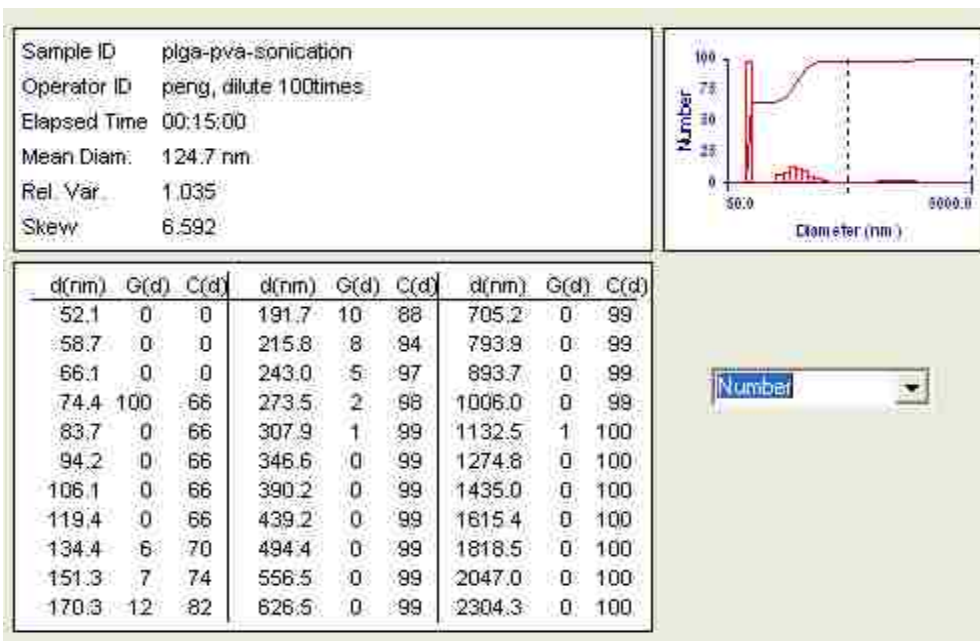 Sample ID plga-pva-sonication
Operator ID peng, dilute 100times
Elapsed Time 00:15:00
Mean Diam. 124.7 nm
Rel. Var. 1.035
Skew 6.592
100
75
50
25
0
Number
50.0 5000.0
Diameter (nm)
d(nm) G(d) C(d) d(nm) G(d) C(d) d(nm) G(d) C(d)
52.1 0 0 191.7 10 88 705.2 0 99
58.7 0 0 215.8 8 94 793.9 0 99
66.1 0 0 243.0 5 97 893.7 0 99
74.4 100 66 273.5 2 98 1006.0 0 99
83.7 0 66 307.9 1 99 1132.5 1 100
94.2 0 66 346.6 0 99 1274.8 0 100
106.1 0 66 390.2 0 99 1435.0 0 100
119.4 0 66 439.2 0 99 1615.4 0 100
134.4 6 70 494.4 0 99 1818.5 0 100
151.3 7 74 556.5 0 99 2047.0 0 100
170.3 12 82 626.5 0 99 2304.3 0 100
Number